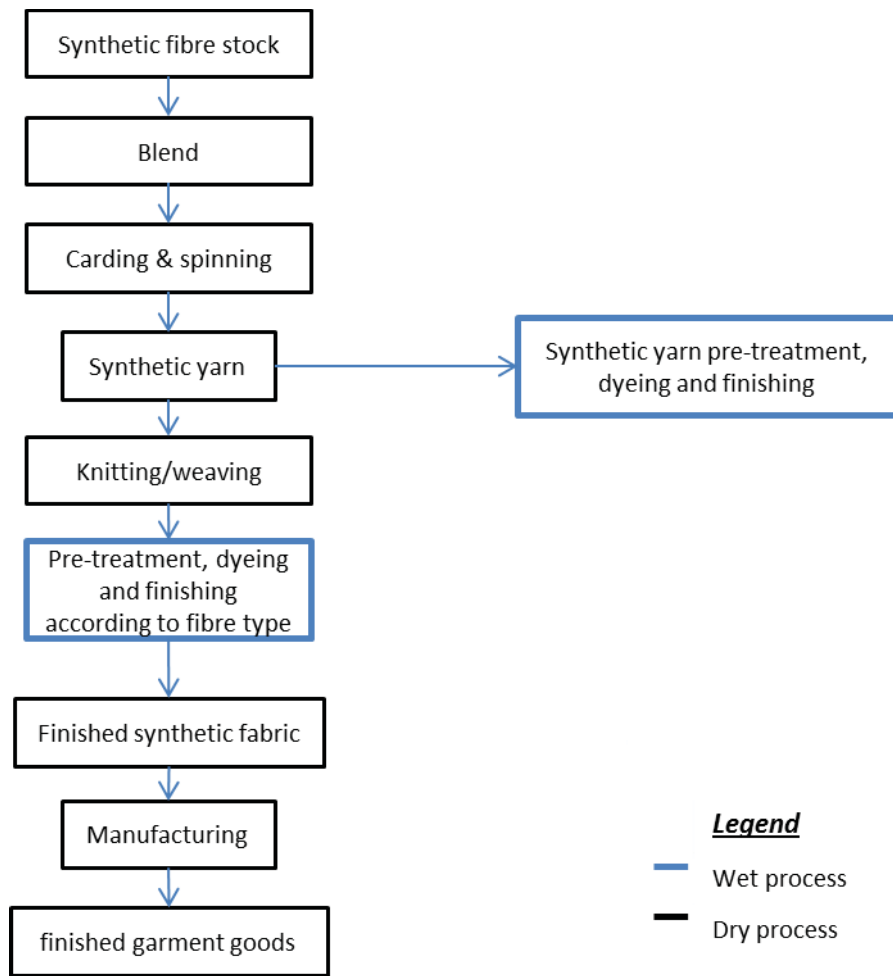 Synthetic fibre stock
Blend
Carding & spinning
Synthetic yarn
Synthetic yarn pre-treatment,
dyeing and finishing
Knitting/weaving
Pre-treatment, dyeing
and finishing
according to fibre type
Finished synthetic fabric
Manufacturing
finished garment goods
Legend
Wet process
Dry process